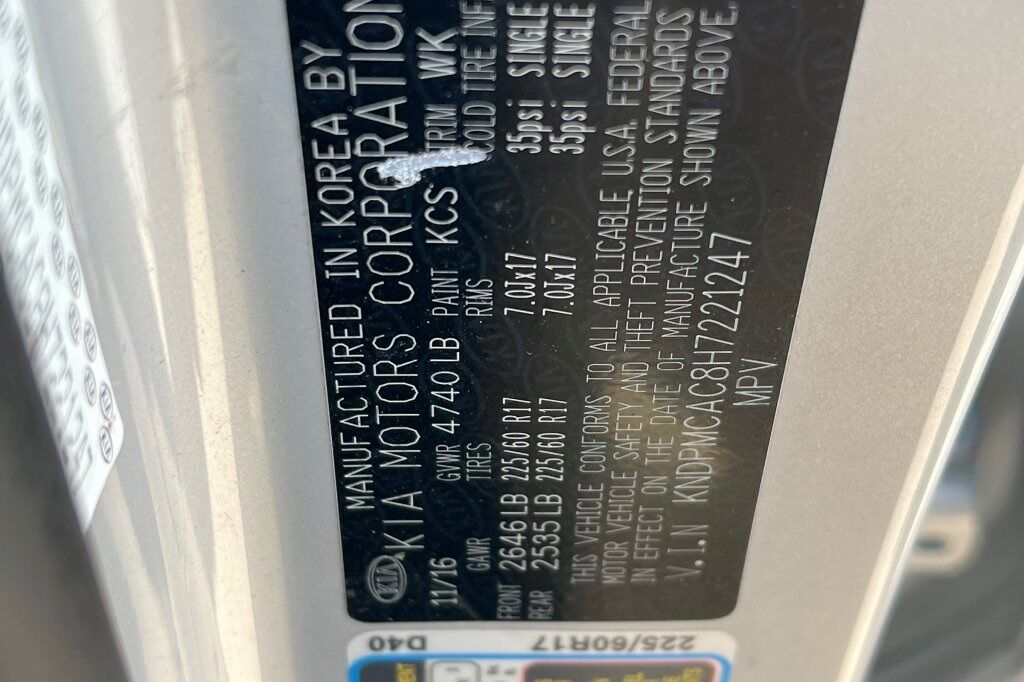 MANUFACTURED IN KOREA BY
KIA KIA MOTORS CORPORATION
11/16 GVWR 4740LB PAINT KCS TRIM WK
GAWR TIRES RIMS COLD TIRE INF
FRONT 2646LB 225/60 R17 7.0Jx17 35psi SINGLE
REAR 2535LB 225/60 R17 7.0Jx17 35psi SINGLE
THIS VEHICLE CONFORMS TO ALL APPLICABLE U.S.A. FEDERAL
MOTOR VEHICLE SAFETY AND THEFT PREVENTION STANDARDS
IN EFFECT ON THE DATE OF MANUFACTURE SHOWN ABOVE.
V.I.N KNDPMCAC8H7221247
MPV
225/60R17 D40